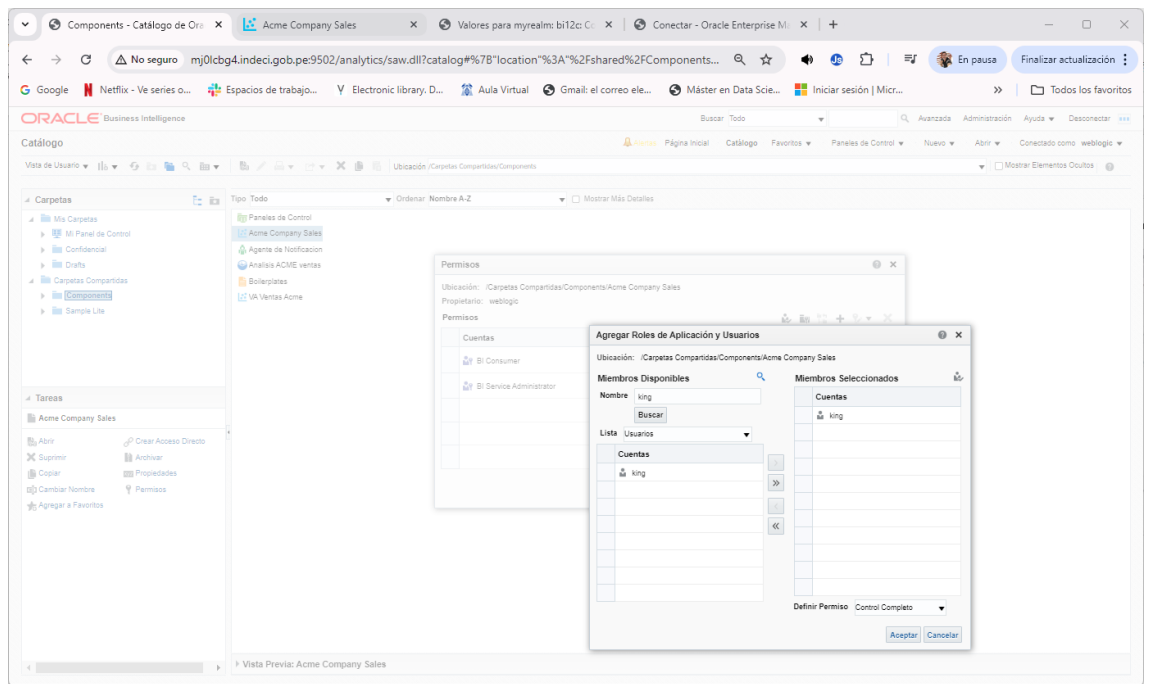 Components - Catálogo de Ora
Acme Company Sales
Valores para myrealm: bi12c: Co
Conectar - Oracle Enterprise Ma
No seguro mj0lcbg4.indeci.gob.pe:9502/analytics/saw.dll?catalog#%7B"location"%3A"%2Fshared%2FComponents...
En pausa
Finalizar actualización
Google
Netflix - Ve series o...
Espacios de trabajo...
Electronic library. D...
Aula Virtual
Gmail: el correo ele...
Máster en Data Scie...
Iniciar sesión | Micr...
Todos los favoritos
ORACLE Business Intelligence
Buscar Todo
Avanzada Administración Ayuda Desconectar
Catálogo
Página Inicial Catálogo Favoritos Paneles de Control Nuevo Abrir Conectado como weblogic
Vista de Usuario
Ubicación /Carpetas Compartidas/Components
Mostrar Elementos Ocultos
Carpetas
Mis Carpetas
Mi Panel de Control
Confidencial
Drafts
Carpetas Compartidas
Components
Sample Lite
Tareas
Acme Company Sales
Abrir
Crear Acceso Directo
Suprimir
Archivar
Copiar
Propiedades
Cambiar Nombre
Permisos
Agregar a Favoritos
Tipo Todo
Ordenar Nombre A-Z
Mostrar Más Detalles
Paneles de Control
Acme Company Sales
Agente de Notificacion
Analisis ACME ventas
Boilerplates
VA Ventas Acme
Vista Previa: Acme Company Sales
Permisos
Ubicación: /Carpetas Compartidas/Components/Acme Company Sales
Propietario: weblogic
Permisos
Cuentas
BI Consumer
BI Service Administrator
Agregar Roles de Aplicación y Usuarios
Ubicación: /Carpetas Compartidas/Components/Acme Company Sales
Miembros Disponibles
Nombre king
Buscar
Lista Usuarios
Cuentas
king
Miembros Seleccionados
Cuentas
king
Definir Permiso Control Completo
Aceptar Cancelar